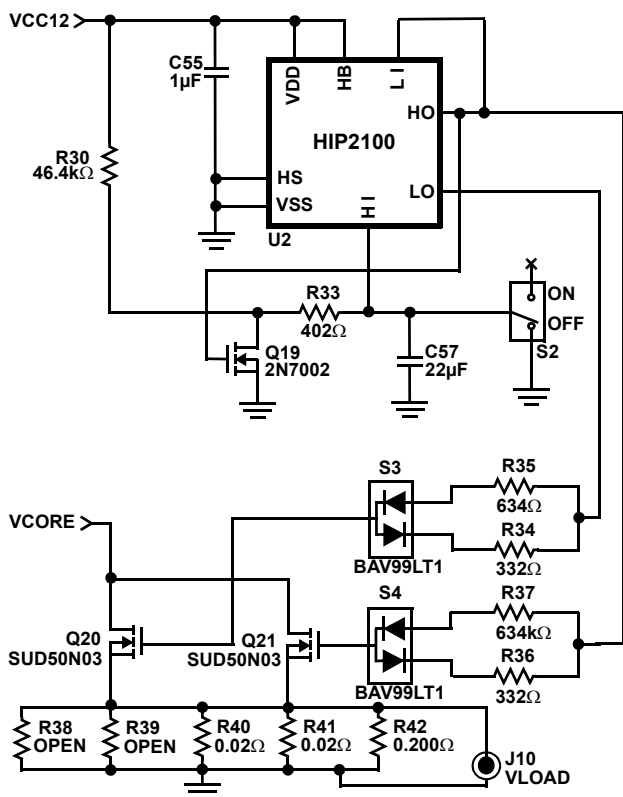 VCC12
C55
1µF
VDD
HB
LI
HO
HIP2100
R30
46.4kΩ
HS
LO
VSS
HI
U2
R33
402Ω
ON
OFF
S2
Q19
2N7002
C57
22µF
S3
R35
634Ω
VCORE
R34
332Ω
BAV99LT1
S4
R37
634kΩ
Q20
SUD50N03
Q21
SUD50N03
R36
332Ω
BAV99LT1
R38
OPEN
R39
OPEN
R40
0.02Ω
R41
0.02Ω
R42
0.200Ω
J10
VLOAD